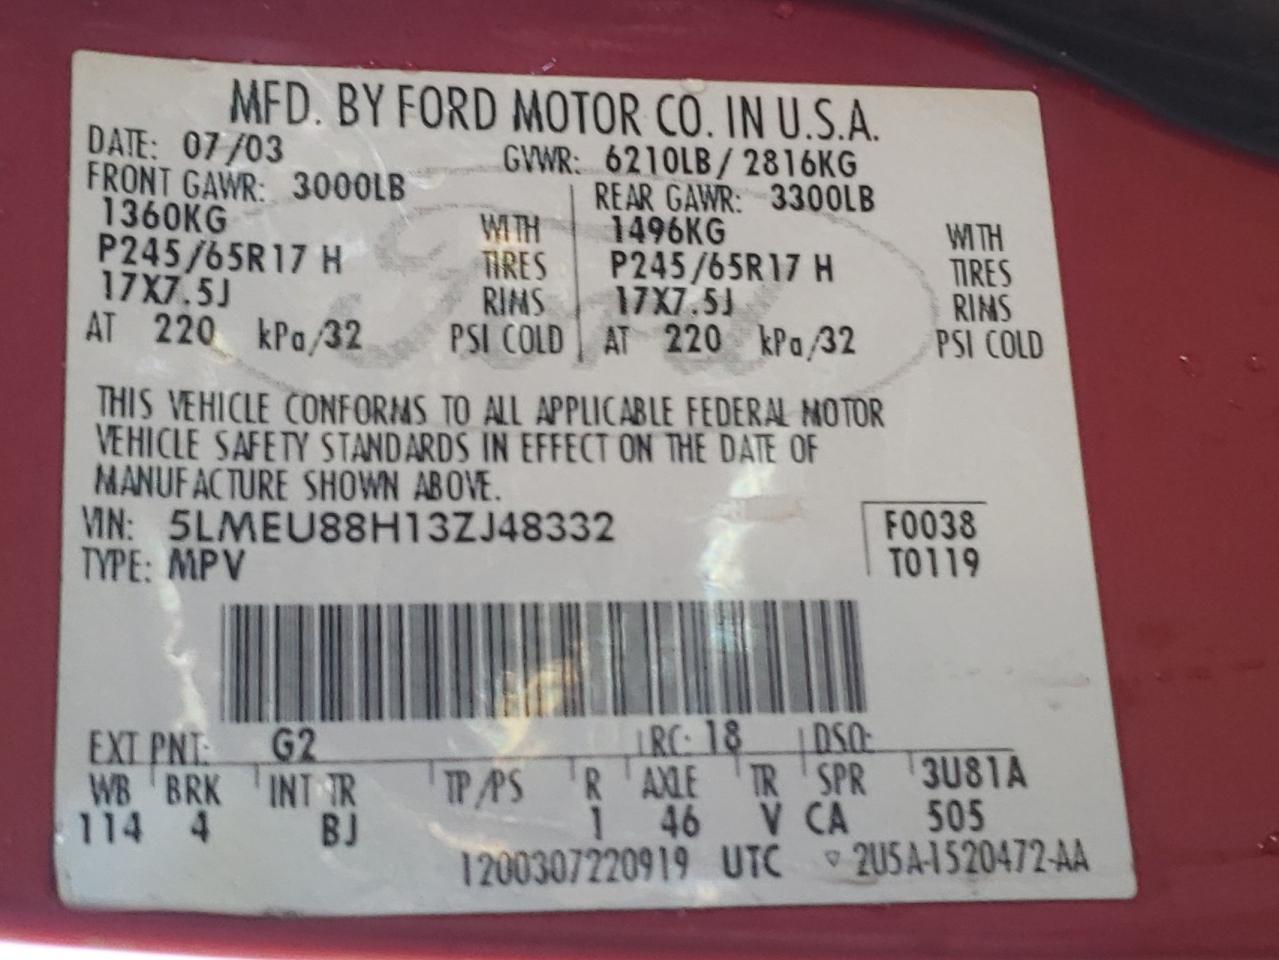 MFD. BY FORD MOTOR CO. IN U.S.A.
DATE: 07/03 GVWR: 6210LB / 2816KG
FRONT GAWR: 3000LB REAR GAWR: 3300LB
1360KG WITH 1496KG WITH
P245/65R17 H TIRES P245/65R17 H TIRES
17X7.5J RIMS 17X7.5J RIMS
AT 220 kPa/32 PSI COLD AT 220 kPa/32 PSI COLD
Ford
THIS VEHICLE CONFORMS TO ALL APPLICABLE FEDERAL MOTOR
VEHICLE SAFETY STANDARDS IN EFFECT ON THE DATE OF
MANUFACTURE SHOWN ABOVE.
VIN: 5LMEU88H13ZJ48332 F0038
TYPE: MPV T0119
EXT PNT: G2 RC: 18 DSO:
WB BRK INT TR TP/PS R AXLE TR SPR 3U81A
114 4 BJ 1 46 V CA 505
1200307220919 UTC ▽ 2U5A-1520472-AA